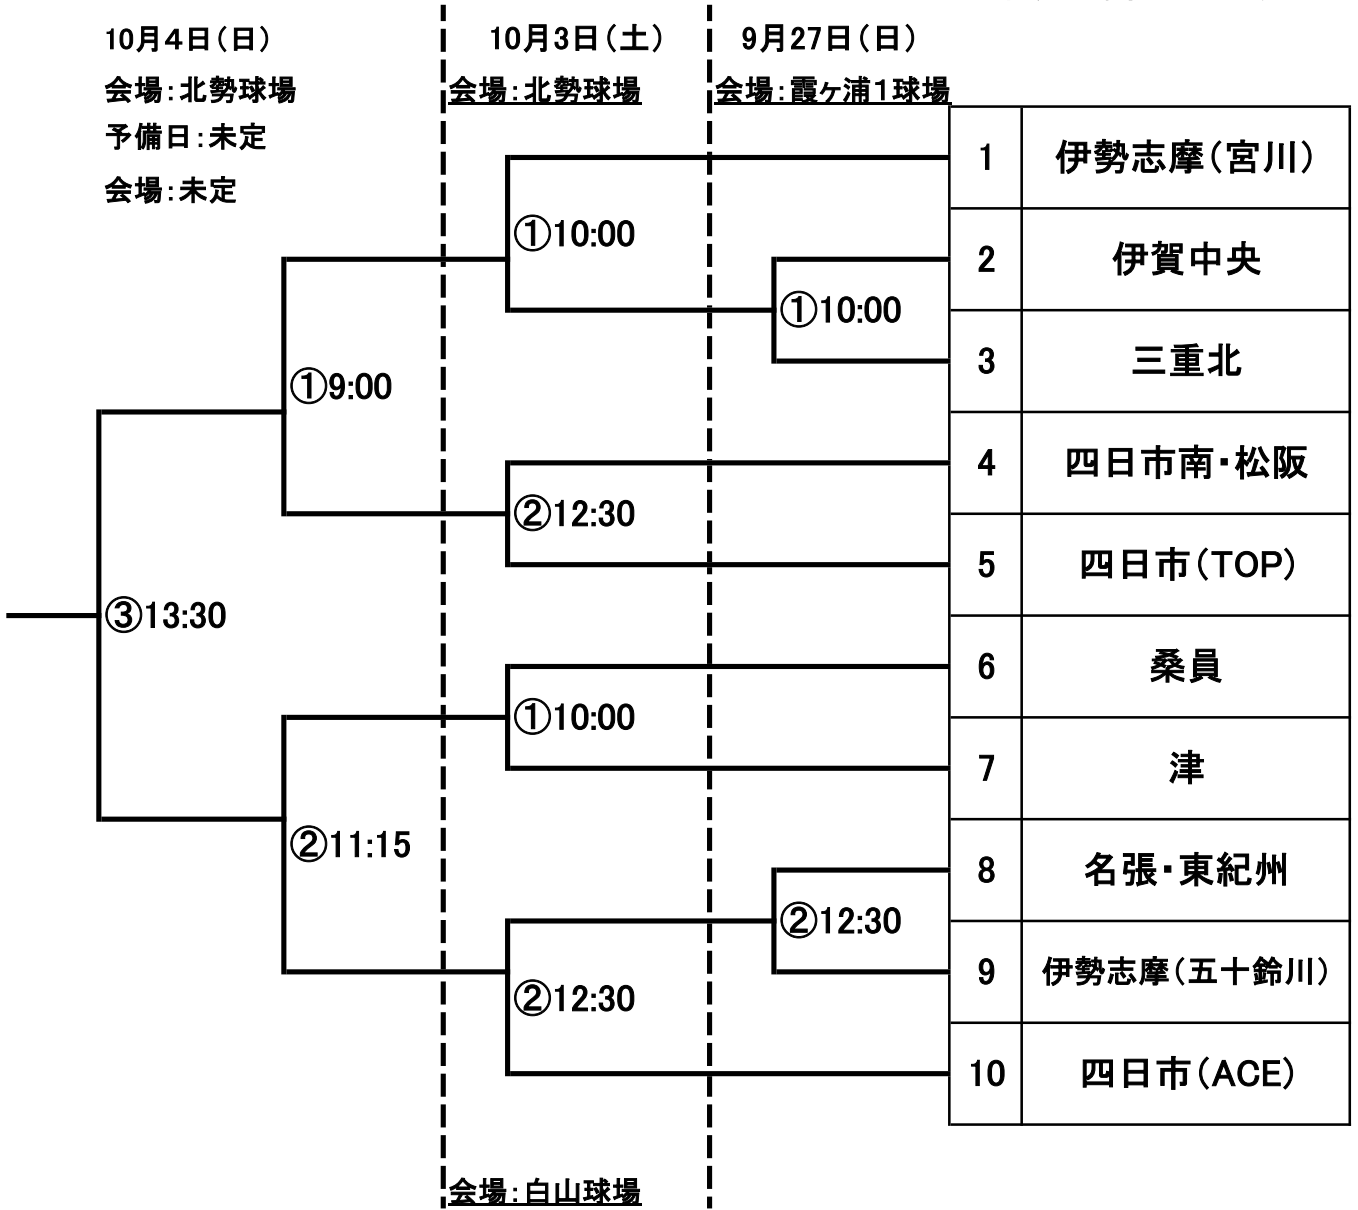 10月４日（日）
会場：北勢球場
予備日：未定
会場：未定
10月3日（土）
会場：北勢球場
9月27日（日）
会場：霞ヶ浦１球場
1 伊勢志摩（宮川）
2 伊賀中央
3 三重北
4 四日市南・松阪
5 四日市（TOP）
6 桑員
7 津
8 名張・東紀州
9 伊勢志摩（五十鈴川）
10 四日市（ACE）
①10:00
①10:00
①9:00
②12:30
③13:30
①10:00
②11:15
②12:30
②12:30
会場：白山球場